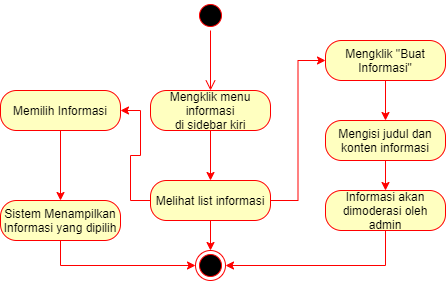 Mengklik "Buat
Informasi"
Memilih Informasi
Mengklik menu
informasi
di sidebar kiri
Mengisi judul dan
konten informasi
Sistem Menampilkan
Informasi yang dipilih
Melihat list informasi
Informasi akan
dimoderasi oleh
admin